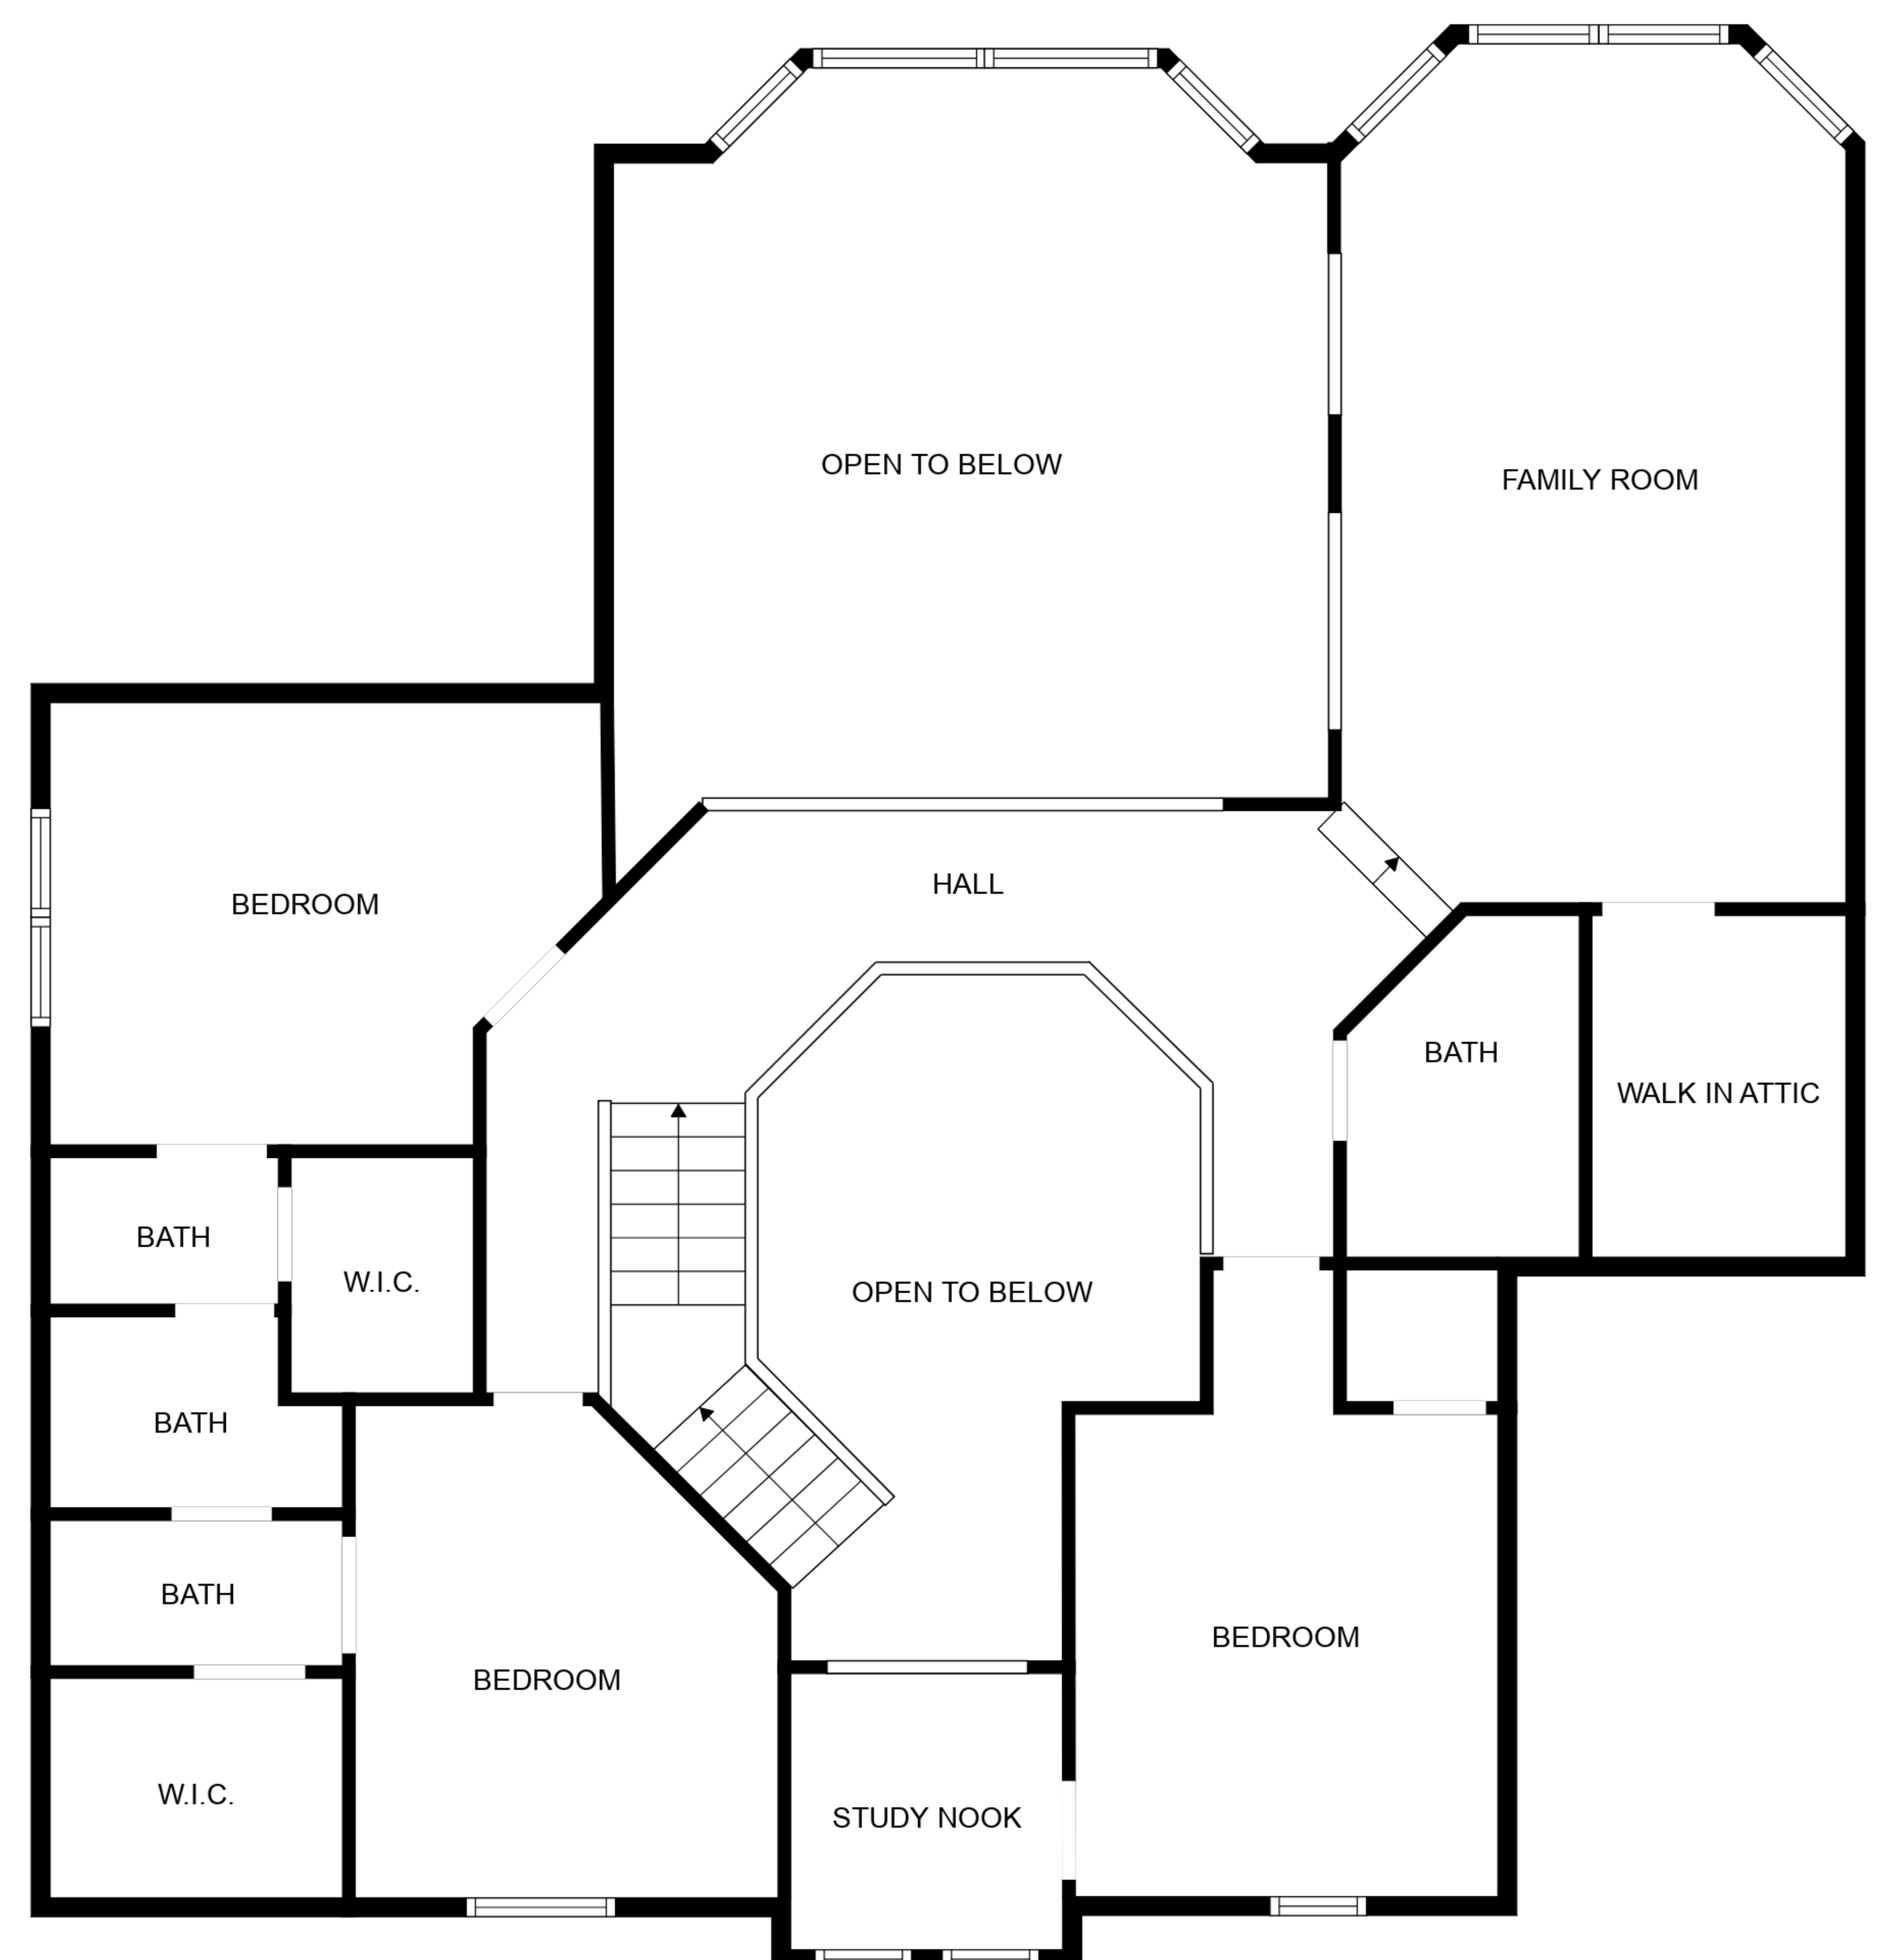 OPEN TO BELOW
FAMILY ROOM
HALL
BEDROOM
BATH
WALK IN ATTIC
BATH
W.I.C.
OPEN TO BELOW
BATH
BATH
BEDROOM
BEDROOM
W.I.C.
STUDY NOOK